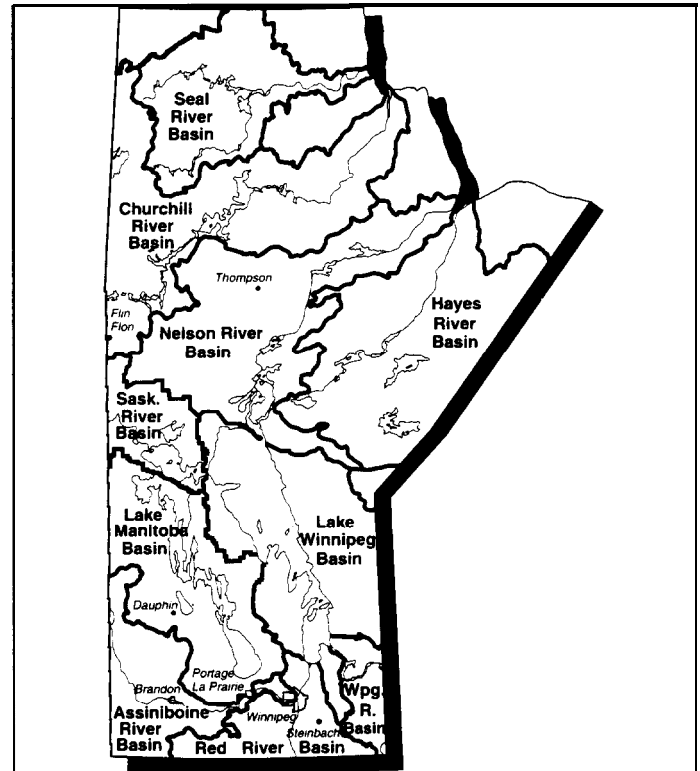 Seal
River
Basin
Churchill
River
Basin
Thompson
Flin
Flon
Nelson River
Basin
Hayes
River
Basin
Sask.
River
Basin
Lake
Manitoba
Basin
Lake
Winnipeg
Basin
Dauphin
Portage
La Prairie
Brandon
Assiniboine
River
Basin
Winnipeg
Wpg.
R.
Basin
Steinbach
Red River Basin